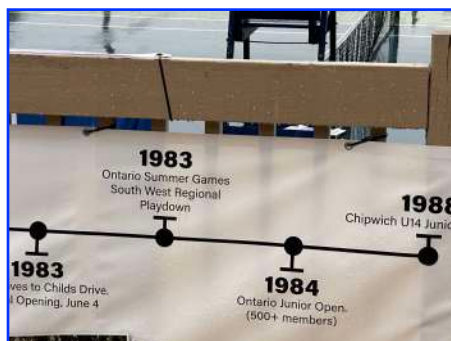 1983
Ontario Summer Games
South West Regional
Playdown
1988
Chipwich U14
1983
to Childs Drive.
Opening, June 4
1984
Ontario Junior Open.
(500+ members)